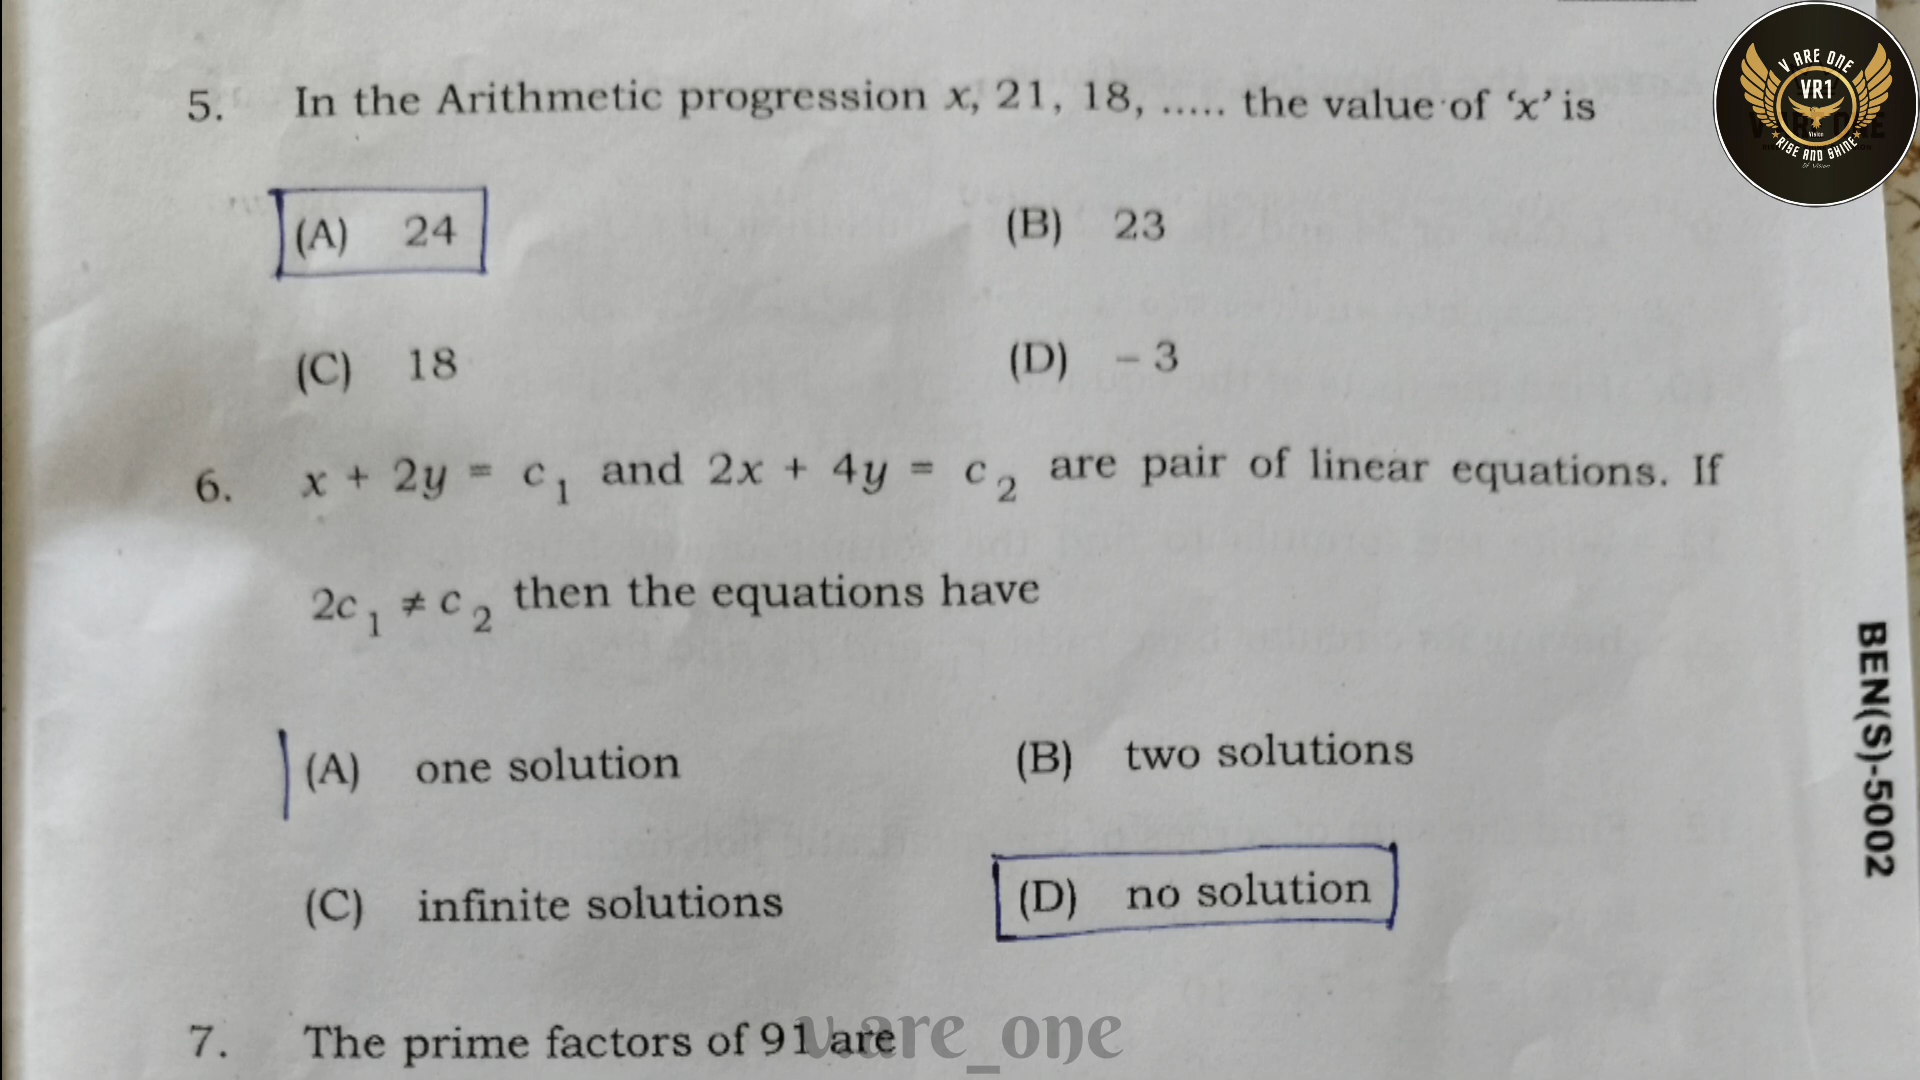 V ARE ONE
VR1
Vision
RISE AND SHINE
5. In the Arithmetic progression x, 21, 18, ..... the value of ‘x’ is
(A) 24 (B) 23
(C) 18 (D) – 3
6. x + 2y = c₁ and 2x + 4y = c₂ are pair of linear equations. If
2c₁ ≠ c₂ then the equations have
(A) one solution (B) two solutions
(C) infinite solutions (D) no solution
7. The prime factors of 91 are
v are_one
BEN(S)-5002